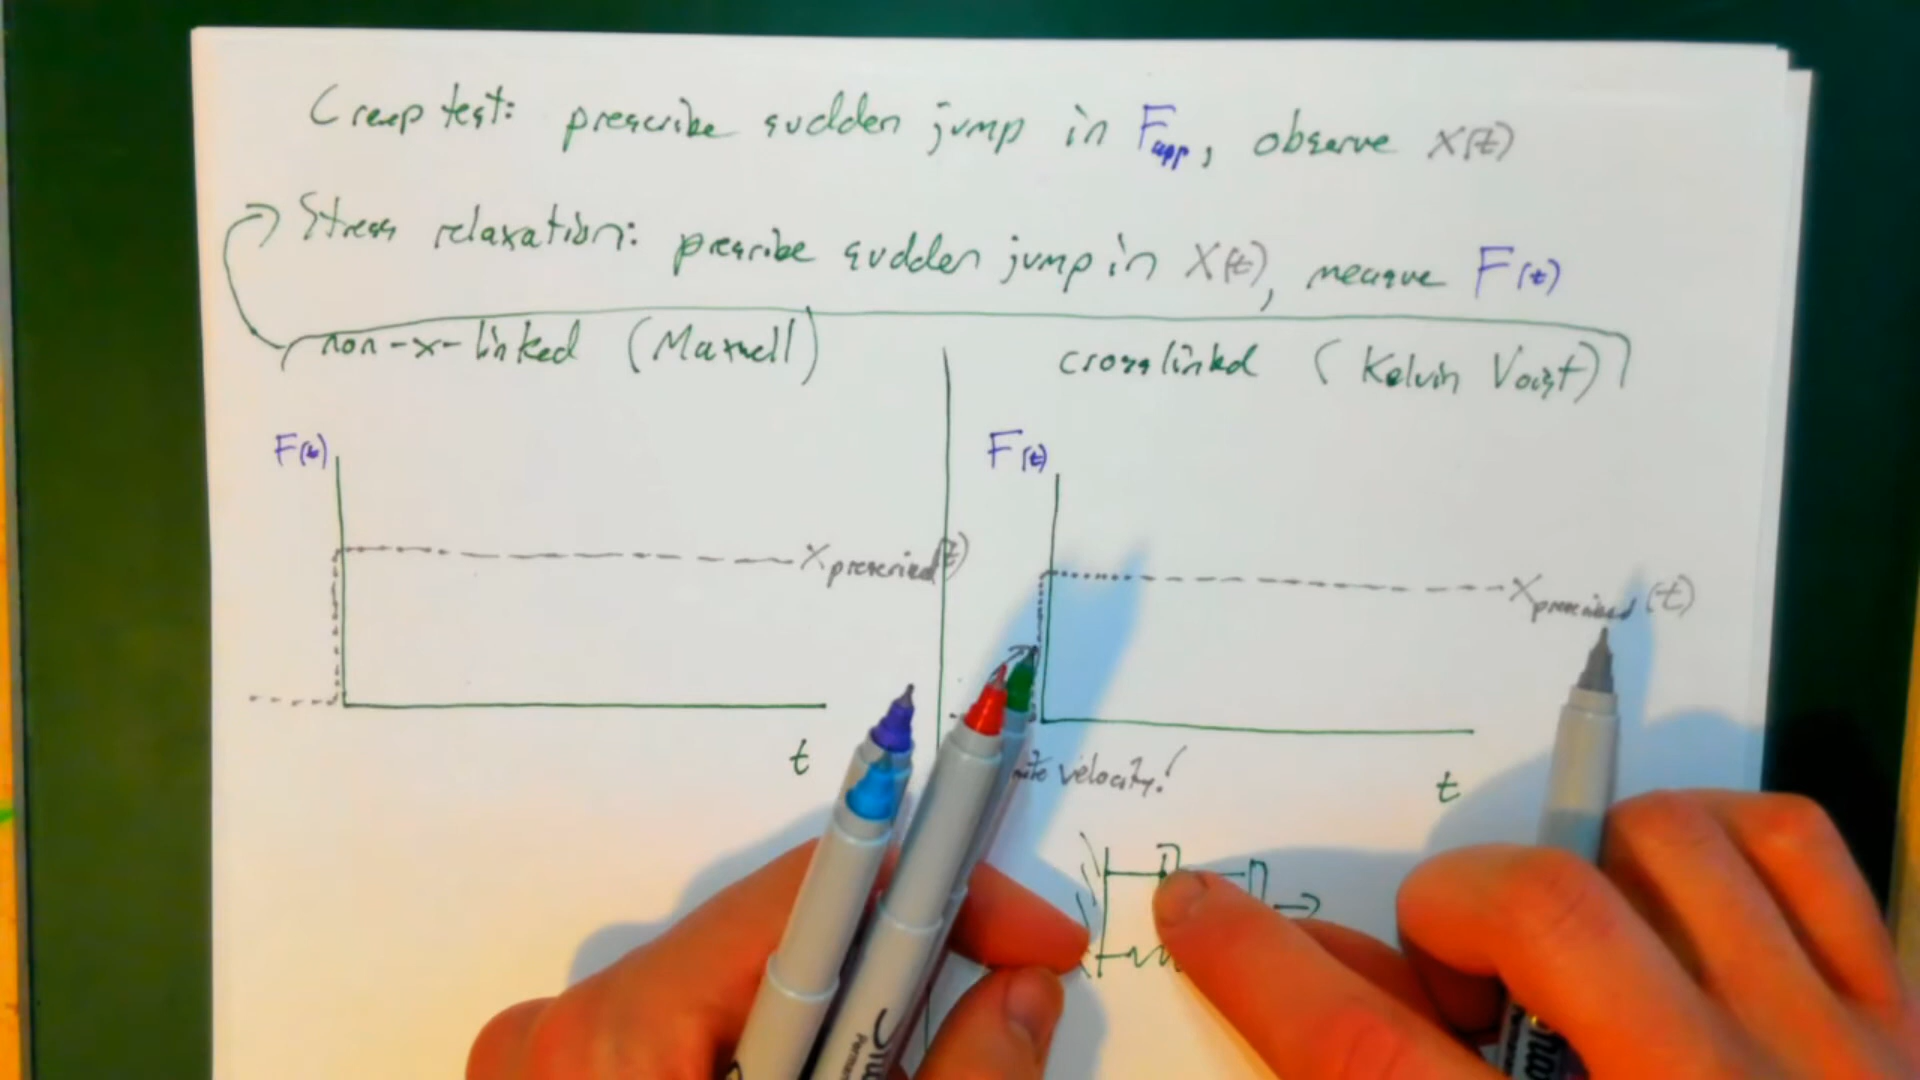 Creep test: prescribe sudden jump in Fapp, observe X(t)
Stress relaxation: prescribe sudden jump in X(t), measure F(t)
non-x-linked (Maxwell)
crosslinked (Kelvin Voigt)
F(t)
F(t)
Xprescribed(t)
Xprescribed(t)
t
velocity!
t